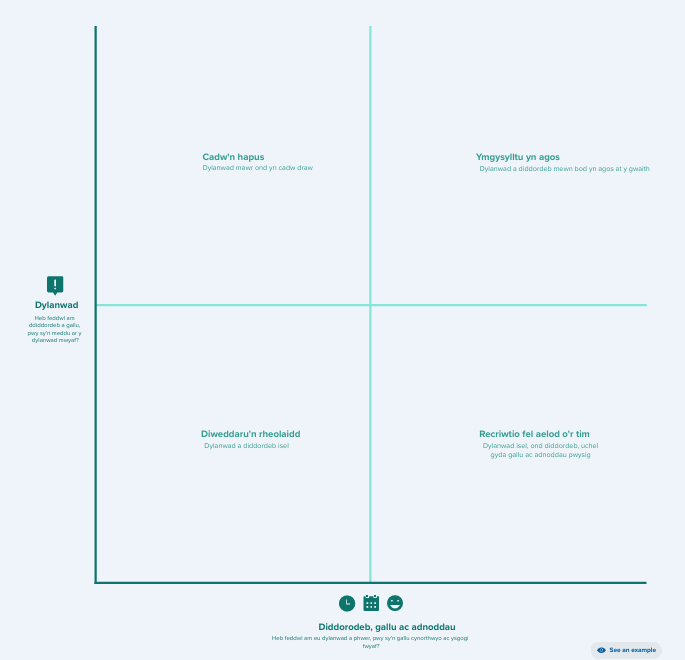 Cadw'n hapus
Dylanwad mawr ond yn cadw draw
Ymgysylltu yn agos
Dylanwad a diddordeb mewn bod yn agos at y gwaith
Dylanwad
Heb feddwl am
ddiddordeb a gallu,
pwy sy'n meddu ar y
dylanwad mwyaf?
Diweddaru'n rheolaidd
Dylanwad a diddordeb isel
Recriwtio fel aelod o'r tim
Dylanwad isel, ond diddordeb, uchel
gyda gallu ac adnoddau pwysig
Diddorodeb, gallu ac adnoddau
Heb feddwl am eu dylanwad a phwer, pwy sy'n gallu cynorthwyo ac ysgogi
fwyaf?
See an example